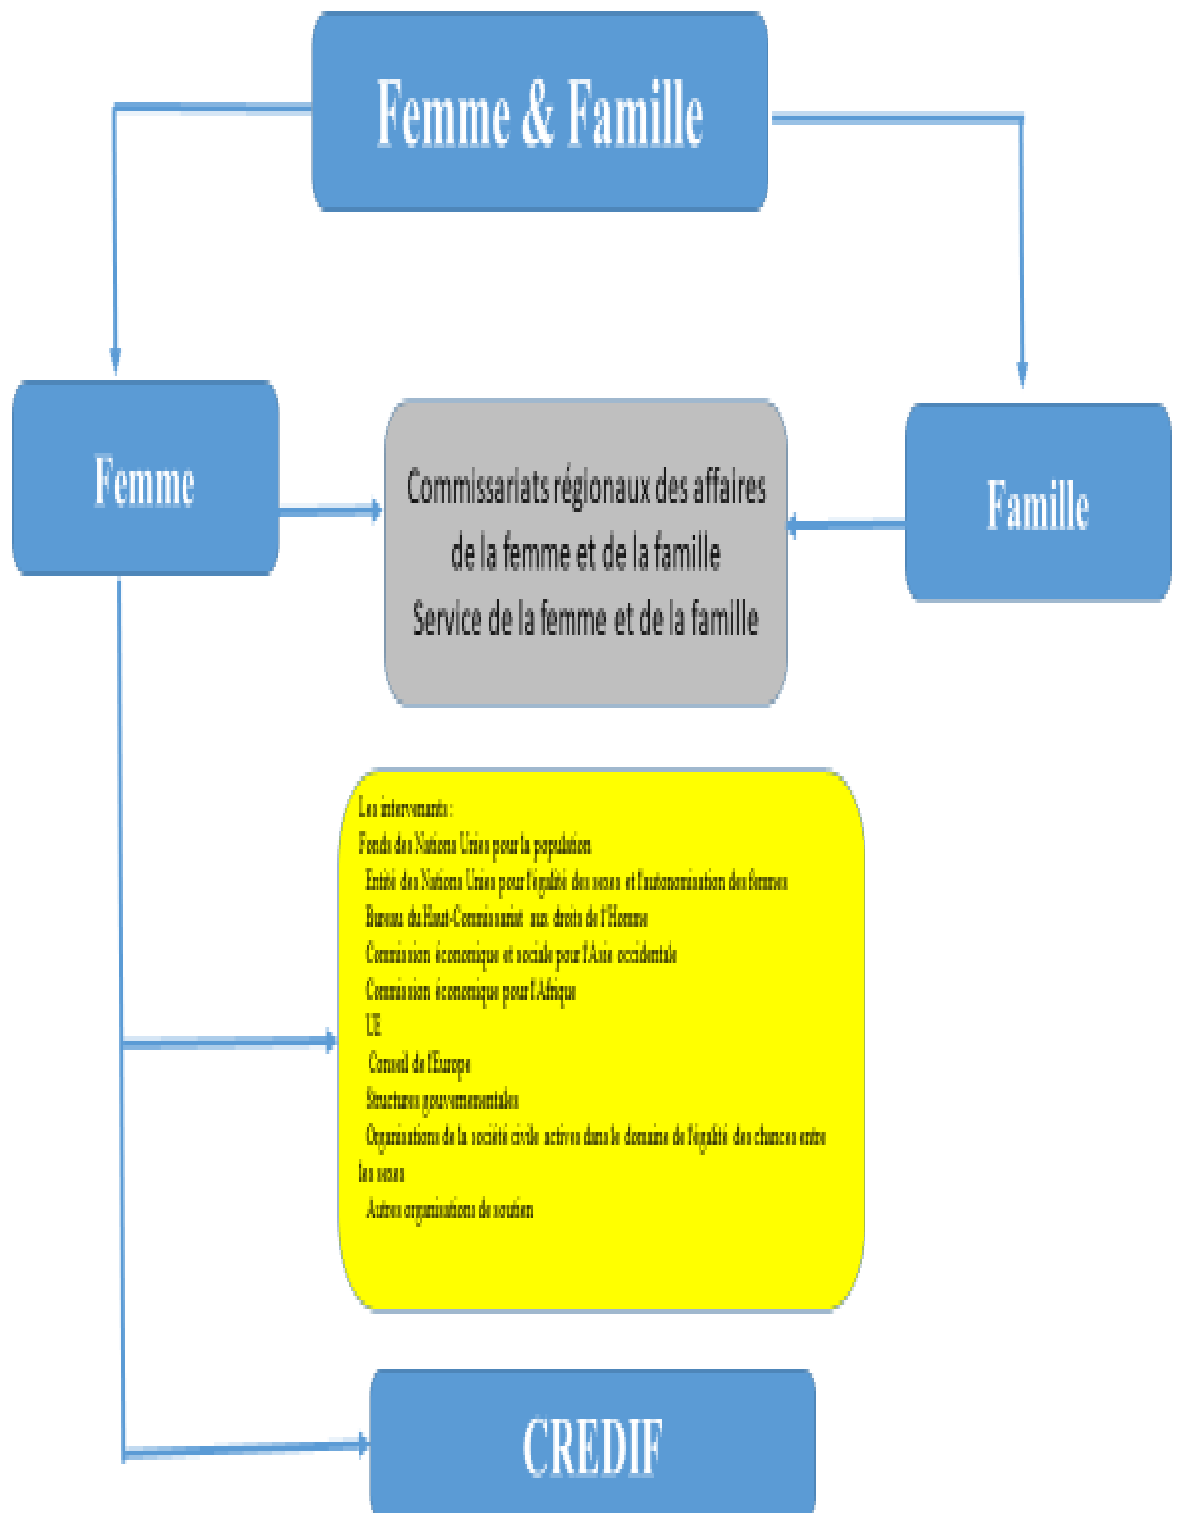 Femme & Famille
Femme
Commissariats régionaux des affaires
de la femme et de la famille
Service de la femme et de la famille
Famille
Les intervenants :
Fonds des Nations Unies pour la population
Entité des Nations Unies pour l'égalité des sexes et l'autonomisation des femmes
Bureau du Haut-Commissariat aux droits de l'Homme
Commission économique et sociale pour l'Asie occidentale
Commission économique pour l'Afrique
UE
Conseil de l'Europe
Structures gouvernementales
Organisations de la société civile actives dans le domaine de l'égalité des chances entre
les sexes
Autres organisations de soutien
CREDIF